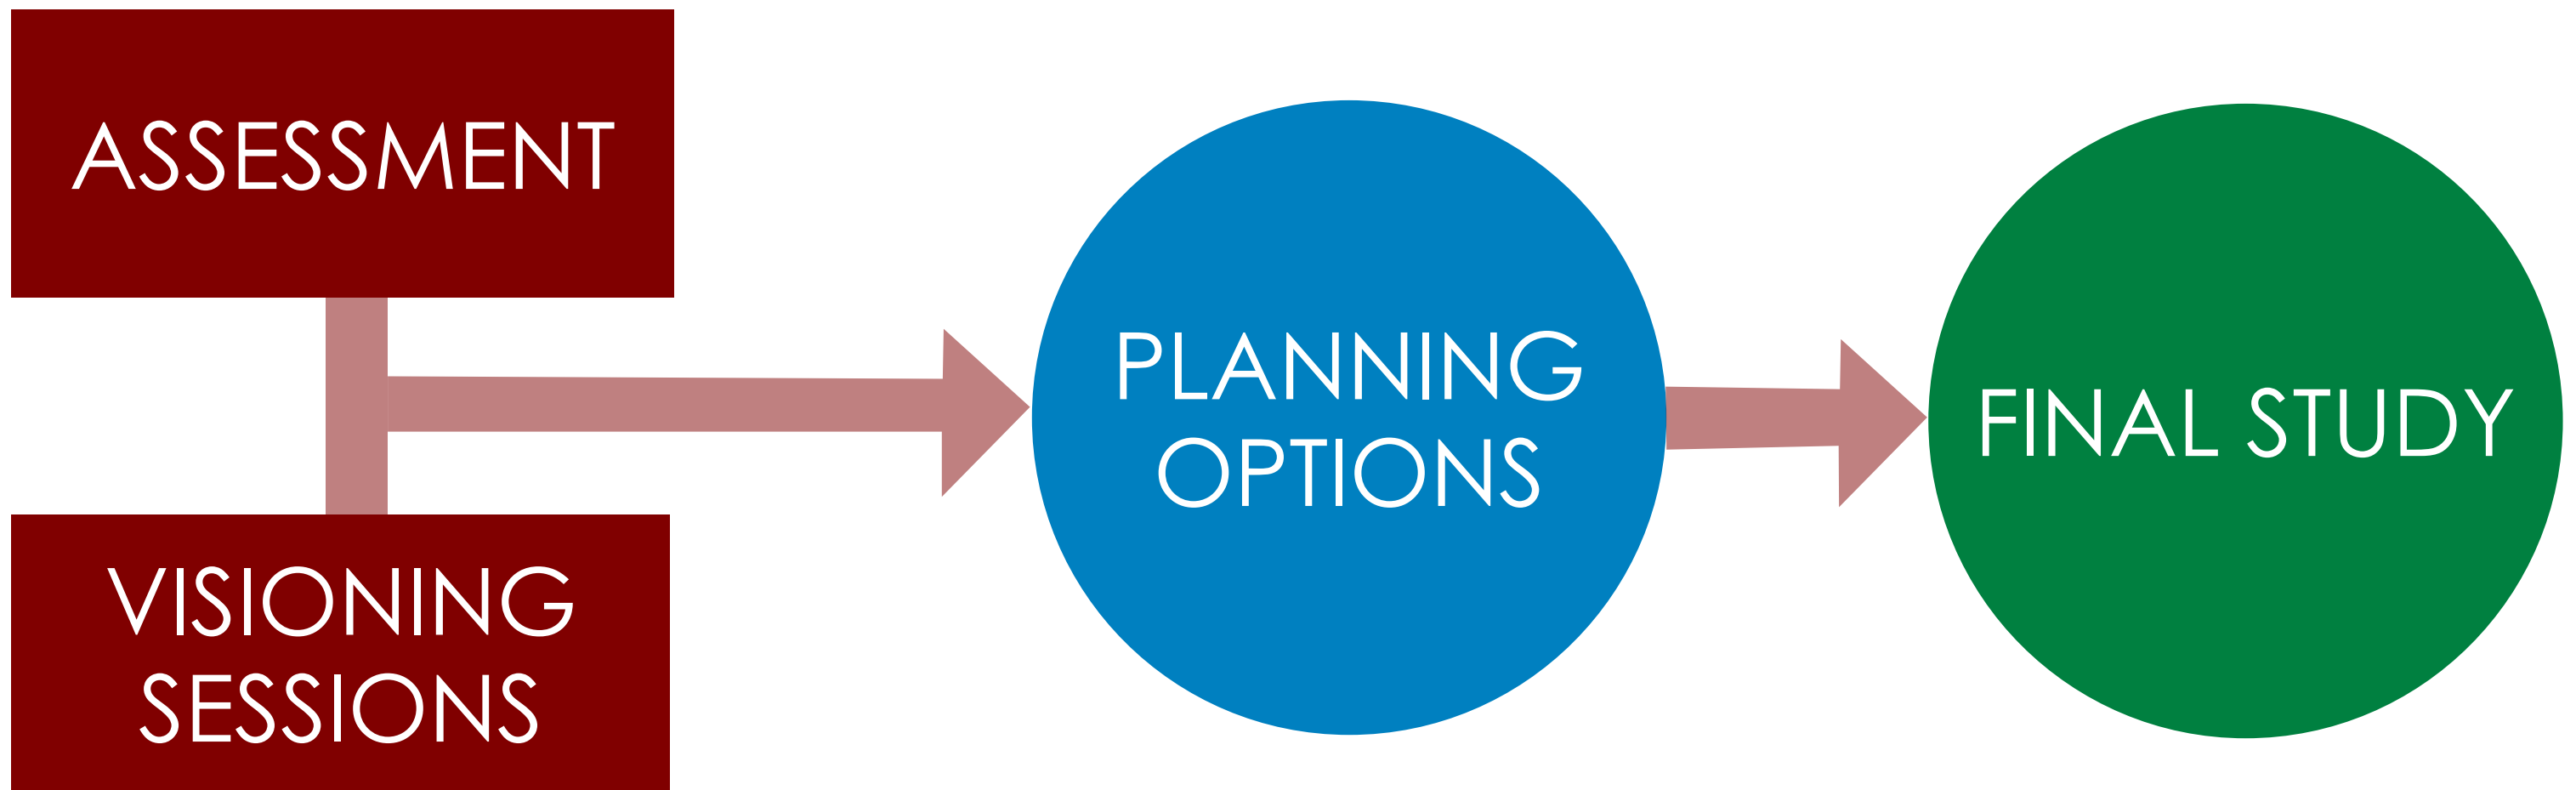 ASSESSMENT
VISIONING
SESSIONS
PLANNING
OPTIONS
FINAL STUDY